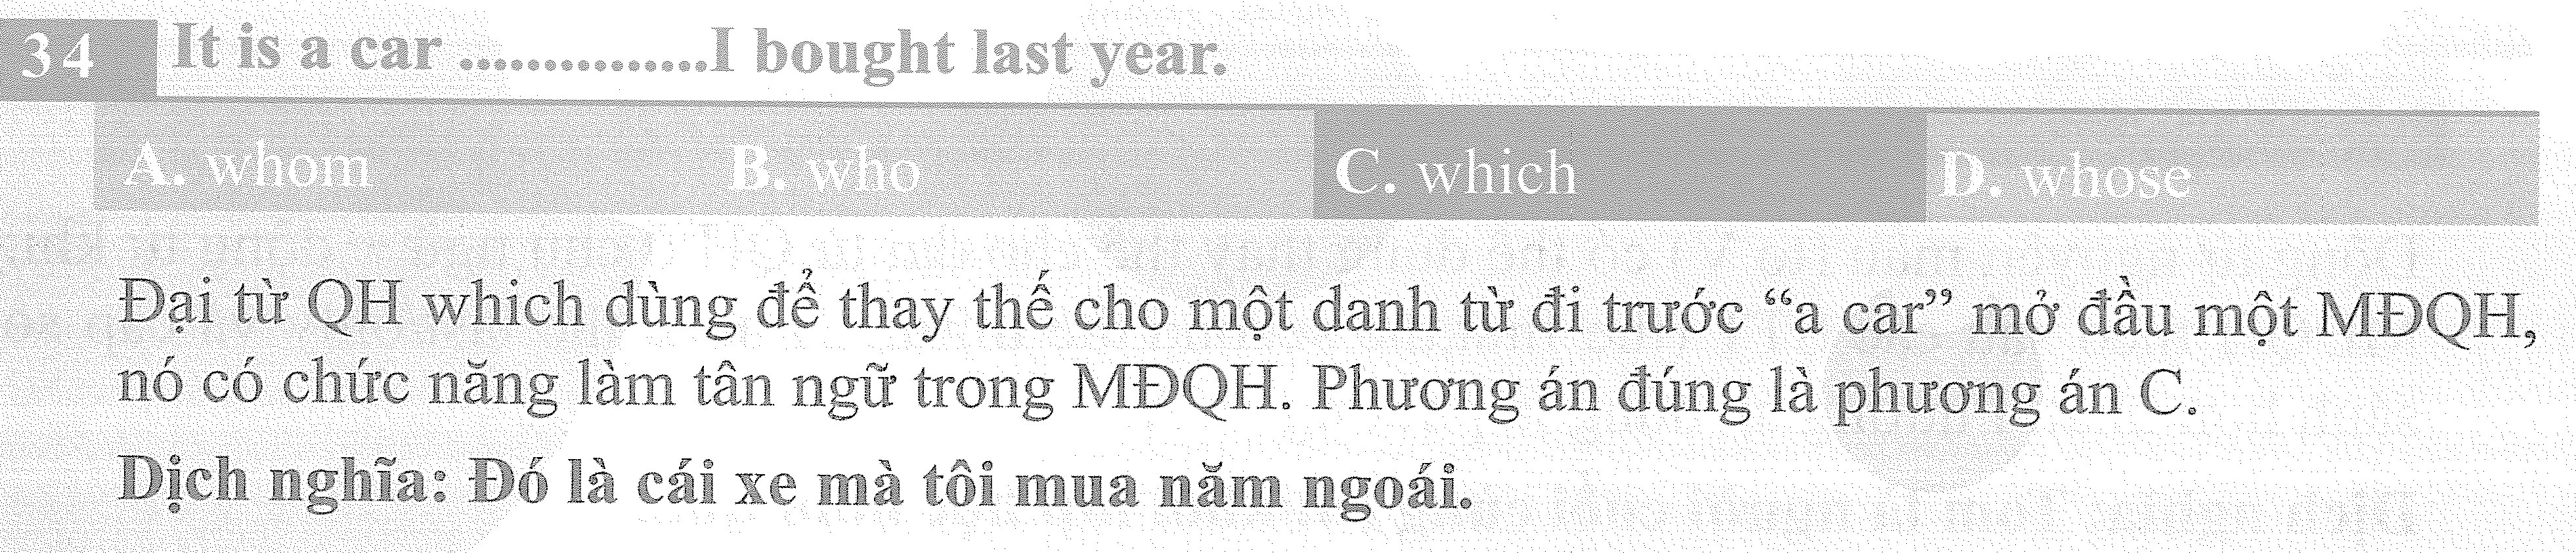 34 It is a car ...............I bought last year.
A. whom B. who C. which D. whose
Đại từ QH which dùng để thay thế cho một danh từ đi trước “a car” mở đầu một MĐQH,
nó có chức năng làm tân ngữ trong MĐQH. Phương án đúng là phương án C.
Dịch nghĩa: Đó là cái xe mà tôi mua năm ngoái.